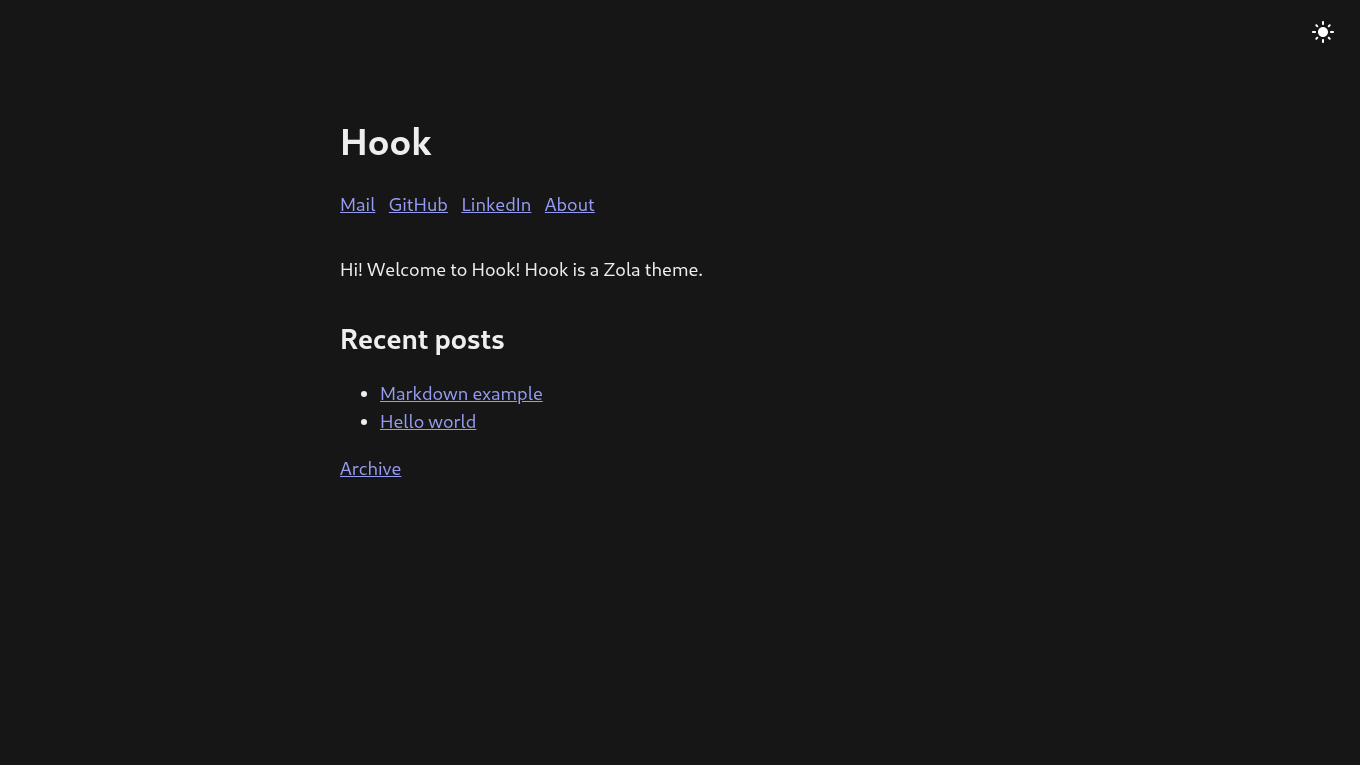 Hook
Mail GitHub LinkedIn About
Hi! Welcome to Hook! Hook is a Zola theme.
Recent posts
Markdown example
Hello world
Archive